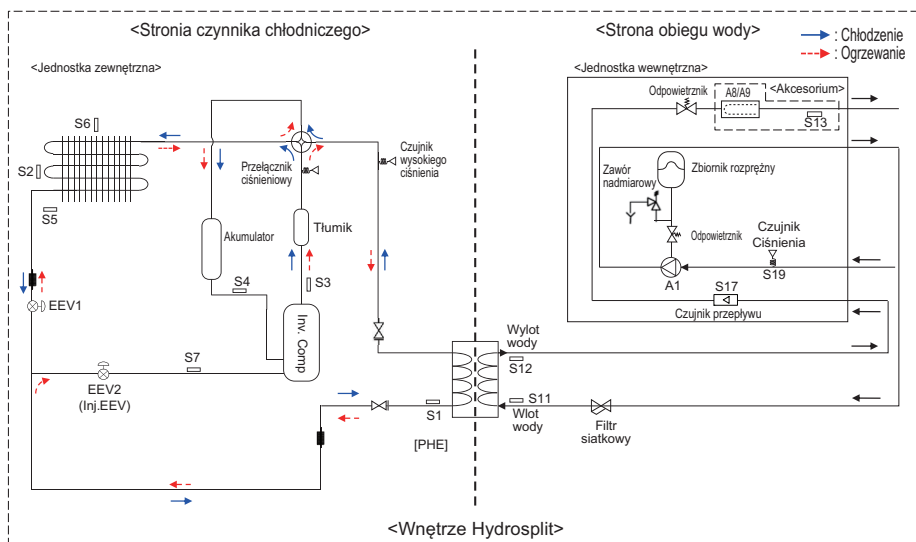 <Stronia czynnika chłodniczego>
<Strona obiegu wody>
: Chłodzenie
: Ogrzewanie
<Jednostka zewnętrzna>
<Jednostka wewnętrzna>
Odpowietrznik
A8/A9
<Akcesorium>
S13
S6
S2
S5
Przełącznik
ciśnieniowy
Czujnik
wysokiego
ciśnienia
Zawór
nadmiarowy
Zbiornik rozprężny
Akumulator
Tłumik
Odpowietrznik
Czujnik
Ciśnienia
S19
A1
S4
S3
S17
Czujnik przepływu
EEV1
Inv. Comp
S7
EEV2
(Inj.EEV)
Wylot
wody
S12
S1
S11
Wlot
wody
Filtr
siatkowy
[PHE]
<Wnętrze Hydrosplit>